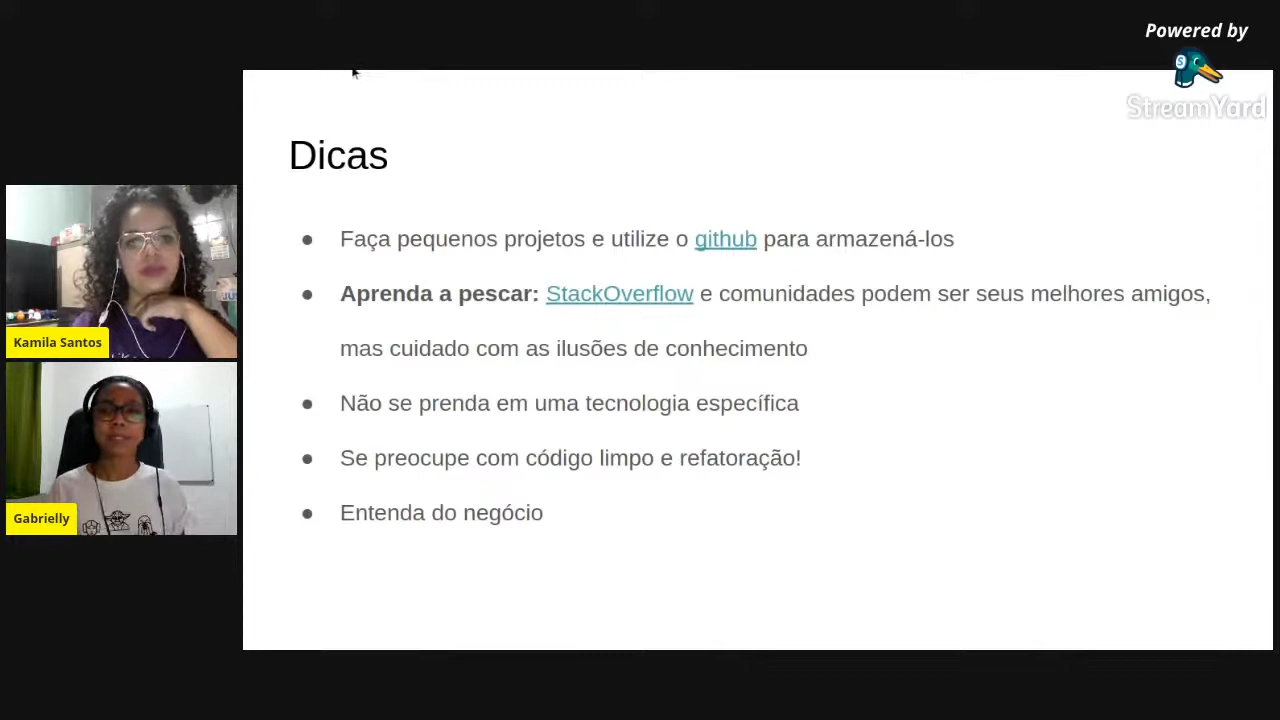 Powered by
StreamYard
Dicas
● Faça pequenos projetos e utilize o github para armazená-los
● Aprenda a pescar: StackOverflow e comunidades podem ser seus melhores amigos,
mas cuidado com as ilusões de conhecimento
● Não se prenda em uma tecnologia específica
● Se preocupe com código limpo e refatoração!
● Entenda do negócio
Kamila Santos
Gabrielly